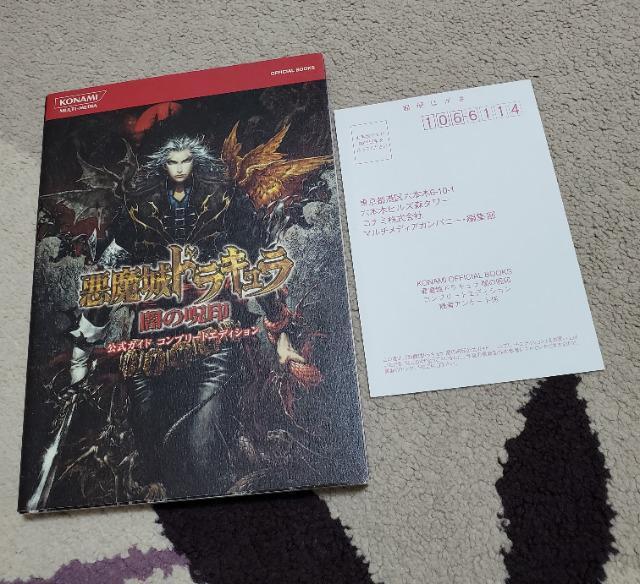 KONAMI
MULTI-MEDIA
OFFICIAL BOOKS
悪魔城ドラキュラ
闇の呪印
公式ガイド コンプリートエディション
郵便はがき
1066114
東京都港区六本木6-10-1
六本木ヒルズ森タワー
コナミ株式会社
マルチメディアカンパニー・編集部
KONAMI OFFICIAL BOOKS
悪魔城ドラキュラ 闇の呪印
コンプリートエディション
読者アンケート係